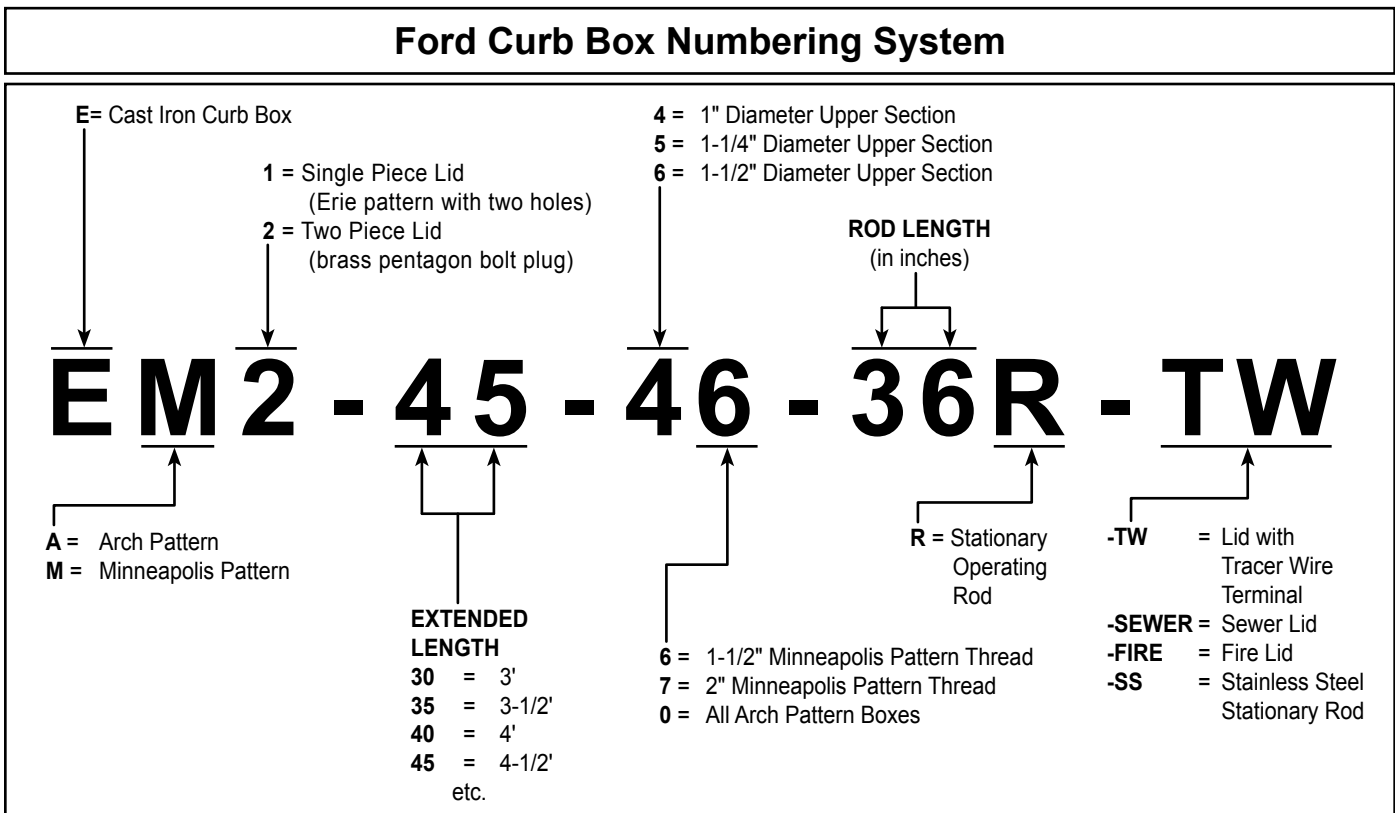 Ford Curb Box Numbering System
E= Cast Iron Curb Box
1 = Single Piece Lid
(Erie pattern with two holes)
2 = Two Piece Lid
(brass pentagon bolt plug)
4 = 1" Diameter Upper Section
5 = 1-1/4" Diameter Upper Section
6 = 1-1/2" Diameter Upper Section
ROD LENGTH
(in inches)
EM2 - 45 - 46 - 36R - TW
A = Arch Pattern
M = Minneapolis Pattern
EXTENDED
LENGTH
30 = 3'
35 = 3-1/2'
40 = 4'
45 = 4-1/2'
etc.
6 = 1-1/2" Minneapolis Pattern Thread
7 = 2" Minneapolis Pattern Thread
0 = All Arch Pattern Boxes
R = Stationary
Operating
Rod
-TW = Lid with
Tracer Wire
Terminal
-SEWER = Sewer Lid
-FIRE = Fire Lid
-SS = Stainless Steel
Stationary Rod